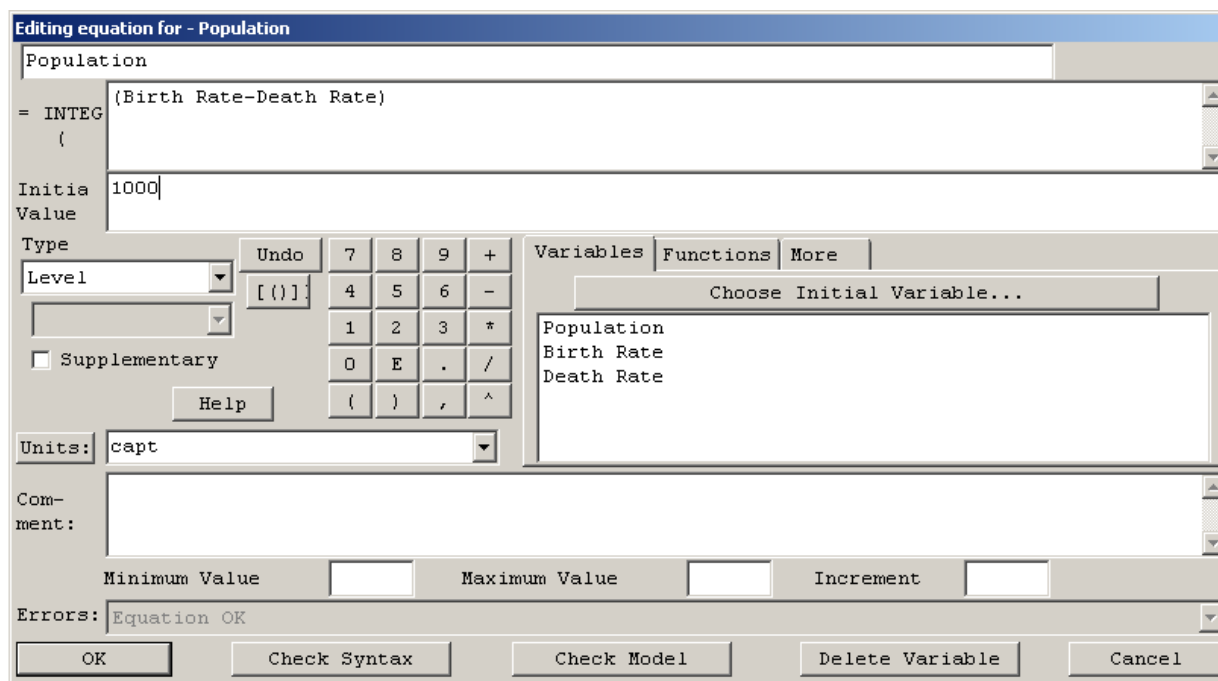 Editing equation for - Population
Population
= INTEG (
(Birth Rate-Death Rate)
Initia Value
1000
Type
Undo
7 8 9 +
Variables Functions More
Level
[()]
4 5 6 -
Choose Initial Variable...
1 2 3 *
Population
Birth Rate
Supplementary
0 E . /
Death Rate
Help
( ) , ^
Units:
capt
Com-
ment:
Minimum Value Maximum Value Increment
Errors: Equation OK
OK Check Syntax Check Model Delete Variable Cancel